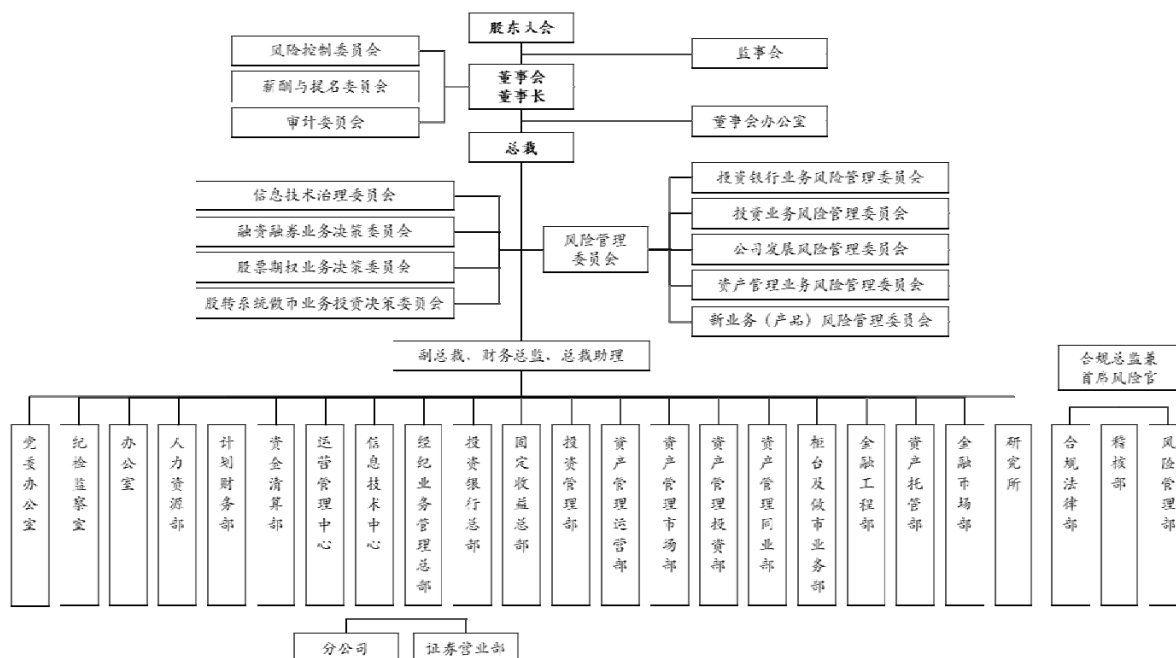 股东大会
风险控制委员会
监事会
董事会
董事长
薪酬与提名委员会
审计委员会
董事会办公室
总裁
信息技术治理委员会
融资融券业务决策委员会
股票期权业务决策委员会
股转系统做市业务投资决策委员会
风险管理
委员会
投资银行业务风险管理委员会
投资业务风险管理委员会
公司发展风险管理委员会
资产管理业务风险管理委员会
新业务（产品）风险管理委员会
副总裁、财务总监、总裁助理
合规总监兼
首席风险官
党委办公室
纪检监察室
办公室
人力资源部
计划财务部
资金清算部
运营管理中心
信息技术中心
经纪业务管理总部
投资银行总部
固定收益总部
投资管理部
资产管理运营部
资产管理市场部
资产管理投资部
资产管理同业部
柜台及做市业务部
金融工程部
资产托管部
金融市场部
研究所
合规法律部
稽核部
风险管理部
分公司
证券营业部